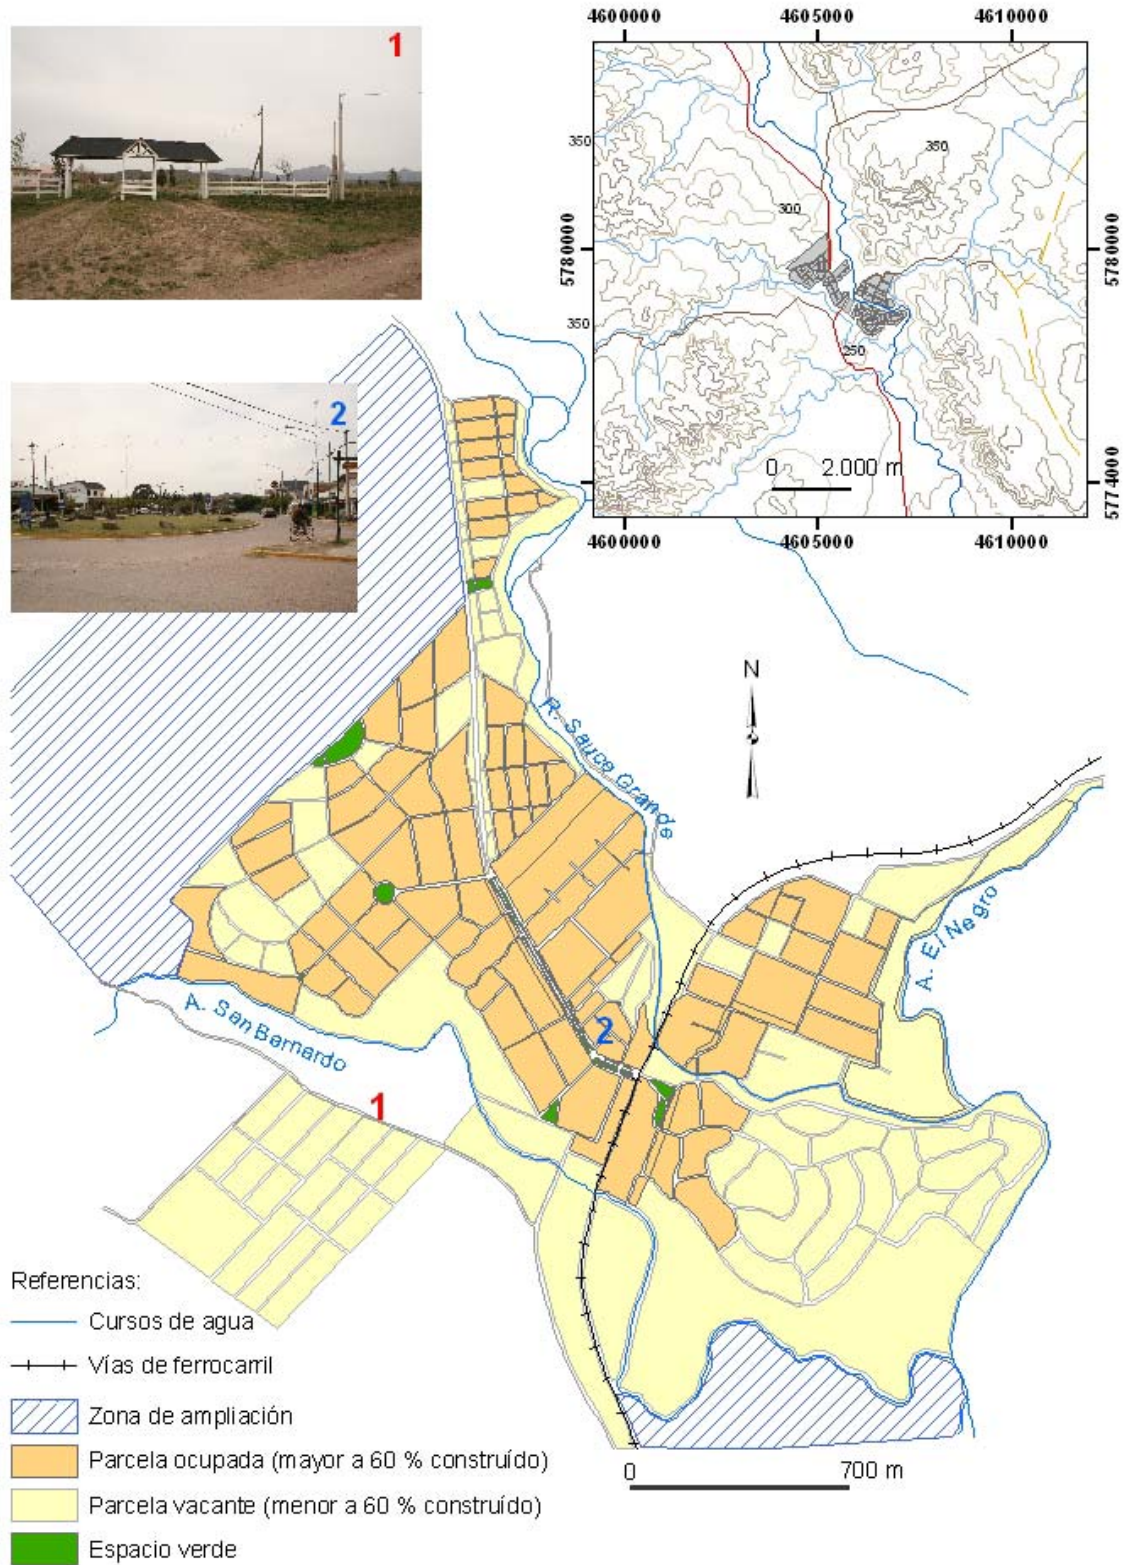 1
4600000 4605000 4610000
350
350
300
5780000
5780000
350
250
0 2.000 m
5774000
4600000 4605000 4610000
2
N
R. Sauce Grande
A. El Negro
A. San Barnardo
2
1
Referencias:
Cursos de agua
Vías de ferrocarril
Zona de ampliación
Parcela ocupada (mayor a 60 % construído)
Parcela vacante (menor a 60 % construído)
Espacio verde
0 700 m